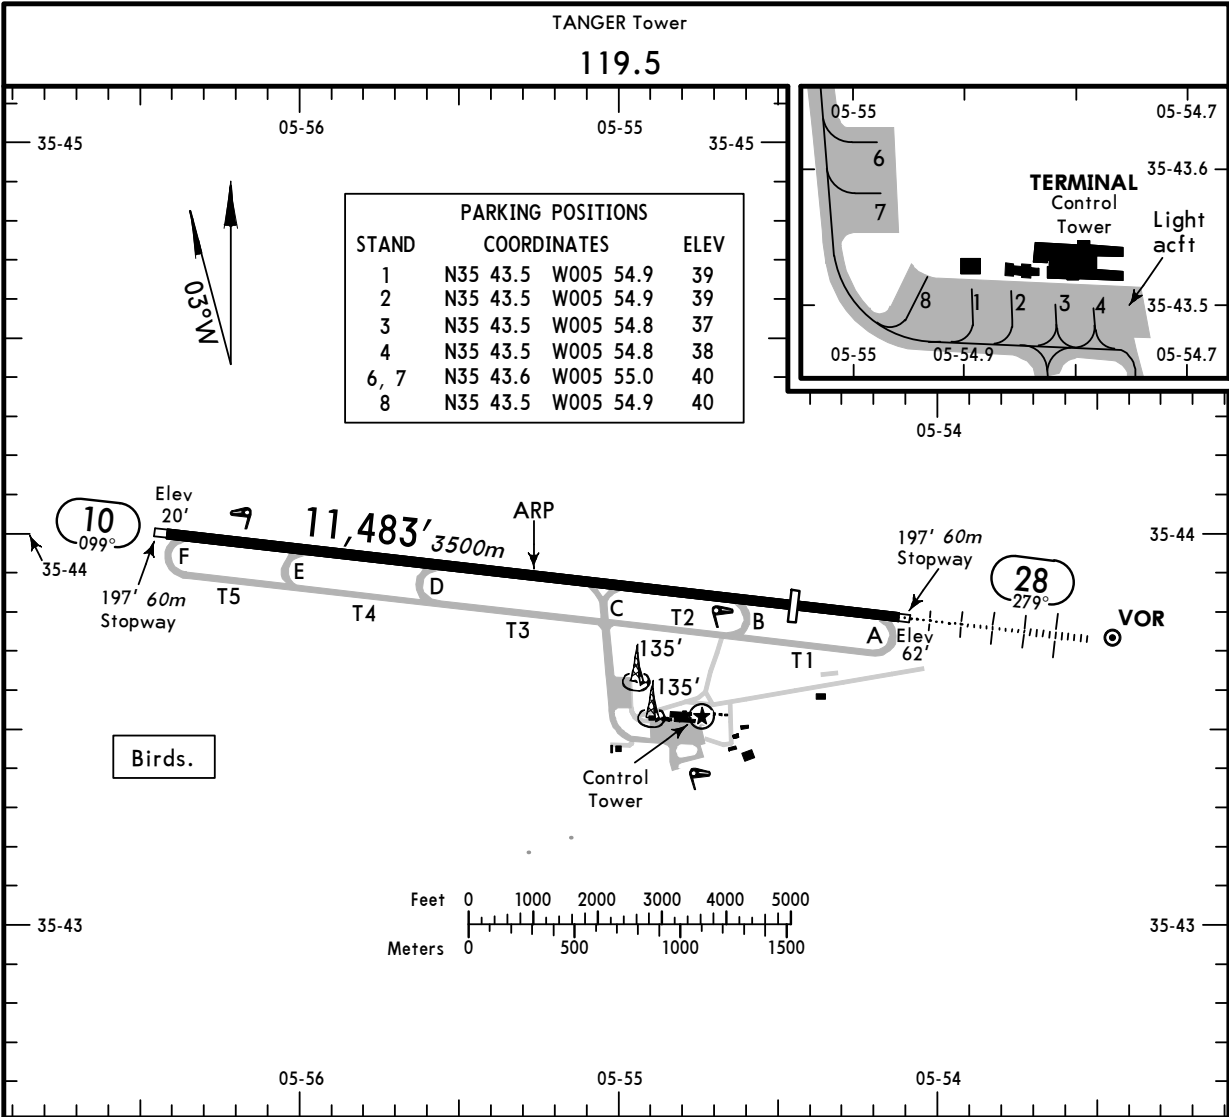 TANGER Tower
119.5
05-56
05-55
35-45
35-45
03°W
PARKING POSITIONS
STAND COORDINATES ELEV
1 N35 43.5 W005 54.9 39
2 N35 43.5 W005 54.9 39
3 N35 43.5 W005 54.8 37
4 N35 43.5 W005 54.8 38
6, 7 N35 43.6 W005 55.0 40
8 N35 43.5 W005 54.9 40
05-55
05-54.7
6
7
35-43.6
TERMINAL
Control
Tower
Light
acft
8
1
2
3
4
35-43.5
05-55
05-54.9
05-54.7
05-54
10
099°
Elev
20'
11,483' 3500m
ARP
197' 60m
Stopway
28
279°
VOR
35-44
35-44
197' 60m
Stopway
F
E
D
C
B
A
T5
T4
T3
T2
T1
Elev
62'
135'
135'
Control
Tower
Birds.
Feet 0 1000 2000 3000 4000 5000
Meters 0 500 1000 1500
35-43
35-43
05-56
05-55
05-54